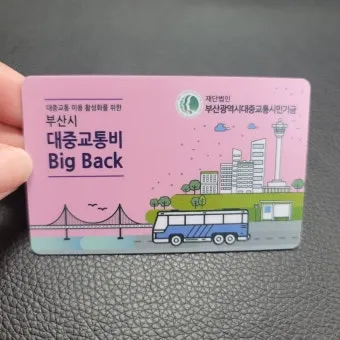 대중교통 이용 활성화를 위한
부산시
대중교통비
Big Back
재단법인
부산광역시대중교통시민기금